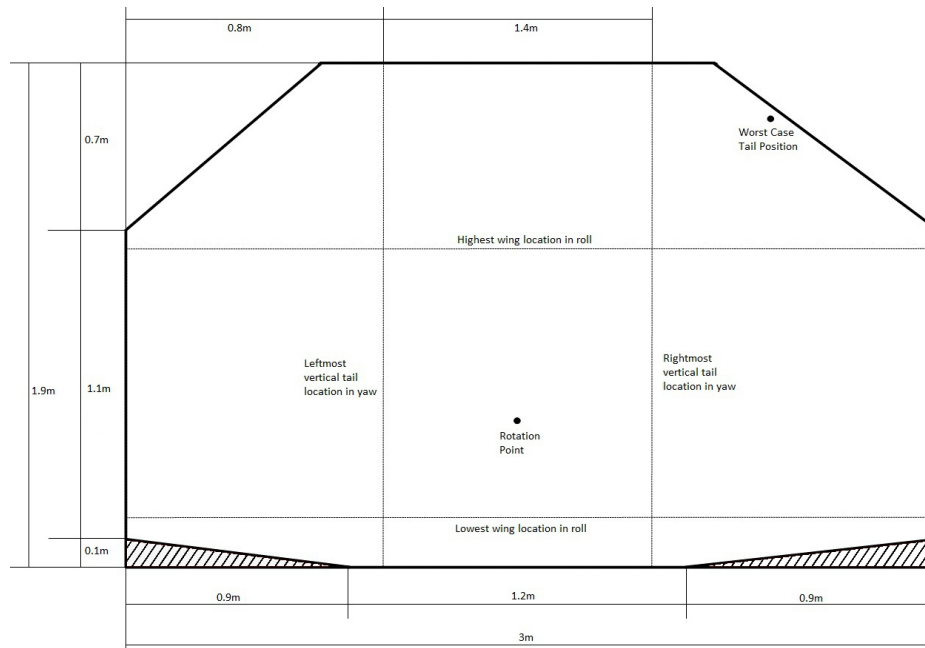 0.8m
1.4m
0.7m
Worst Case
Tail Position
Highest wing location in roll
Leftmost
vertical tail
location in yaw
Rightmost
vertical tail
location in yaw
1.9m
1.1m
Rotation
Point
Lowest wing location in roll
0.1m
0.9m
1.2m
0.9m
3m